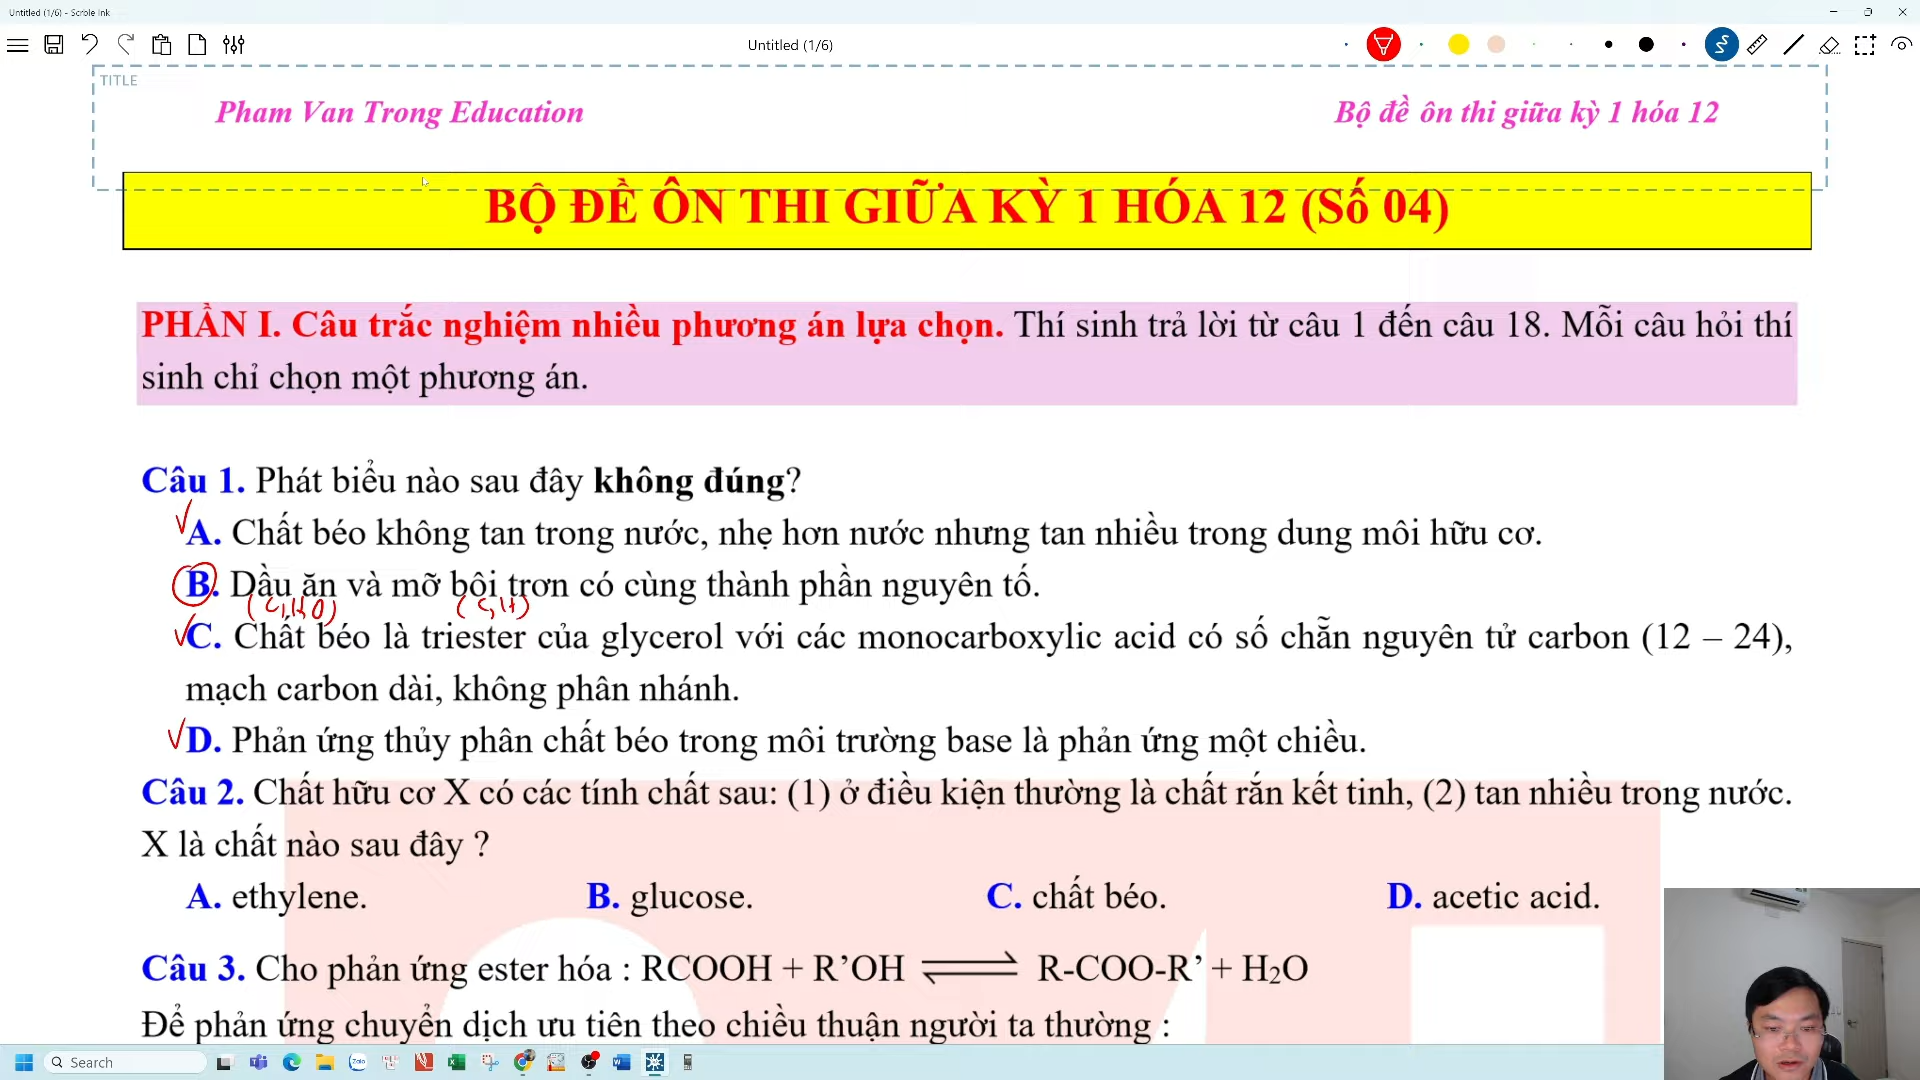 Untitled (1/6) - Scrble Ink
Untitled (1/6)
TITLE
Pham Van Trong Education
Bộ đề ôn thi giữa kỳ 1 hóa 12
BỘ ĐỀ ÔN THI GIỮA KỲ 1 HÓA 12 (Số 04)
PHẦN I. Câu trắc nghiệm nhiều phương án lựa chọn. Thí sinh trả lời từ câu 1 đến câu 18. Mỗi câu hỏi thí
sinh chỉ chọn một phương án.
Câu 1. Phát biểu nào sau đây không đúng?
A. Chất béo không tan trong nước, nhẹ hơn nước nhưng tan nhiều trong dung môi hữu cơ.
B. Dầu ăn và mỡ bôi trơn có cùng thành phần nguyên tố.
(C,H,O) (C,H)
C. Chất béo là triester của glycerol với các monocarboxylic acid có số chẵn nguyên tử carbon (12 – 24),
mạch carbon dài, không phân nhánh.
D. Phản ứng thủy phân chất béo trong môi trường base là phản ứng một chiều.
Câu 2. Chất hữu cơ X có các tính chất sau: (1) ở điều kiện thường là chất rắn kết tinh, (2) tan nhiều trong nước.
X là chất nào sau đây ?
A. ethylene. B. glucose. C. chất béo. D. acetic acid.
Câu 3. Cho phản ứng ester hóa : RCOOH + R’OH ⇌ R-COO-R’ + H₂O
Để phản ứng chuyển dịch ưu tiên theo chiều thuận người ta thường :
Search